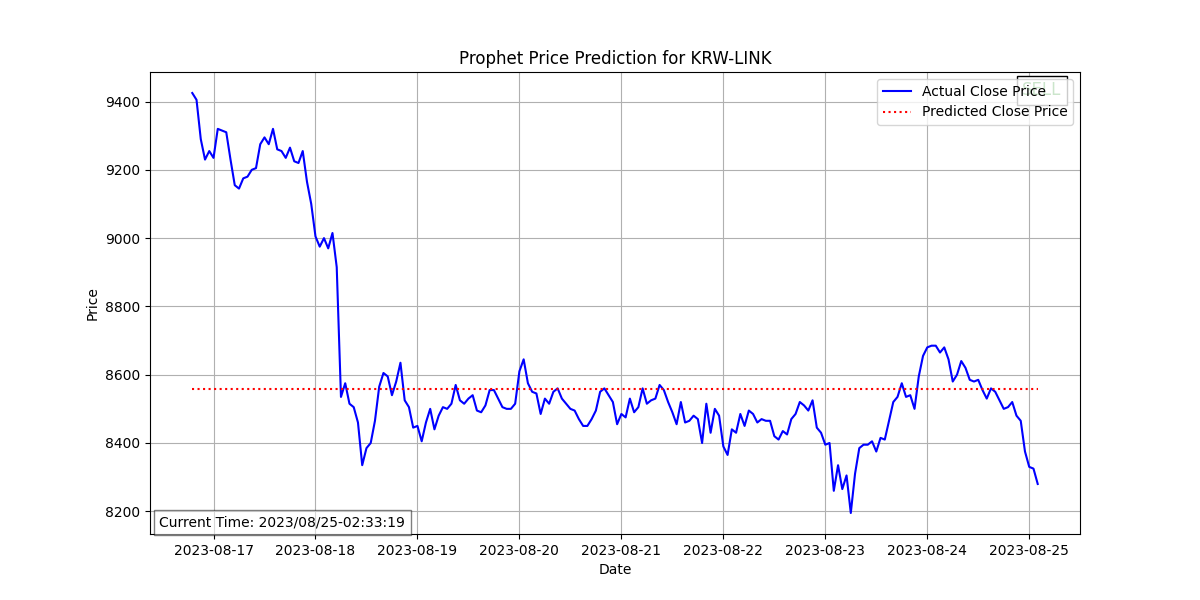 Prophet Price Prediction for KRW-LINK
SELL
Actual Close Price
Predicted Close Price
Price
9400
9200
9000
8800
8600
8400
8200
Current Time: 2023/08/25-02:33:19
2023-08-17
2023-08-18
2023-08-19
2023-08-20
2023-08-21
2023-08-22
2023-08-23
2023-08-24
2023-08-25
Date